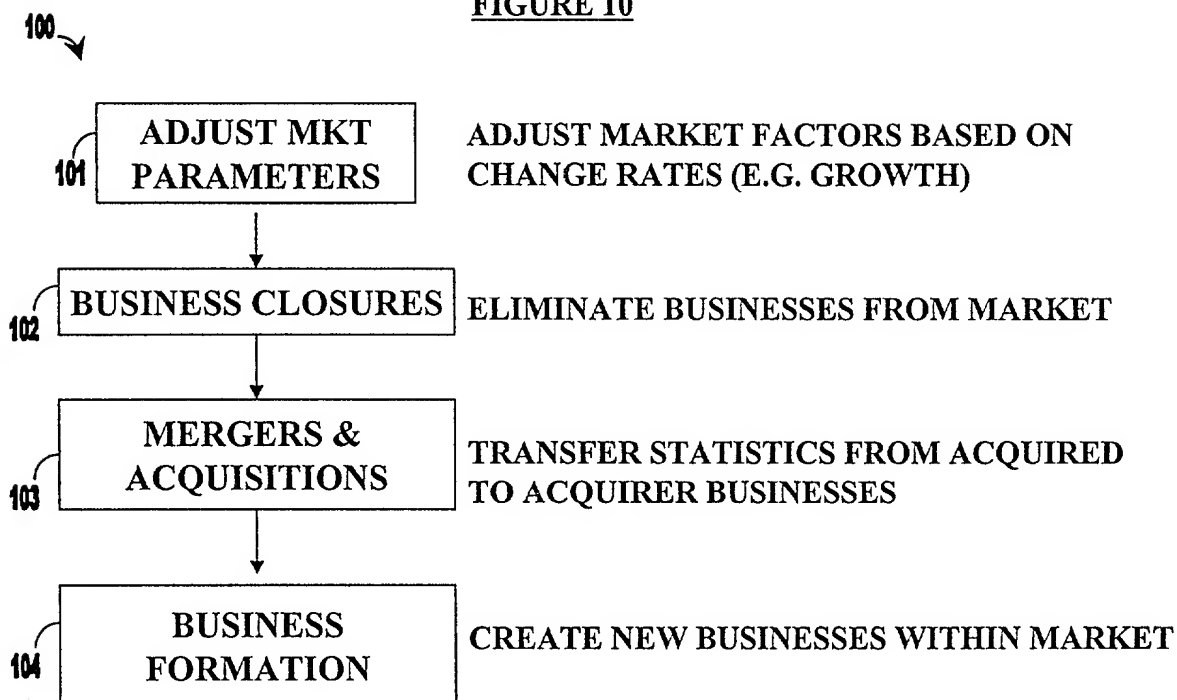 FIGURE 10
100
ADJUST MKT
PARAMETERS
101
ADJUST MARKET FACTORS BASED ON
CHANGE RATES (E.G. GROWTH)
BUSINESS CLOSURES
102
ELIMINATE BUSINESSES FROM MARKET
MERGERS &
ACQUISITIONS
103
TRANSFER STATISTICS FROM ACQUIRED
TO ACQUIRER BUSINESSES
BUSINESS
FORMATION
104
CREATE NEW BUSINESSES WITHIN MARKET